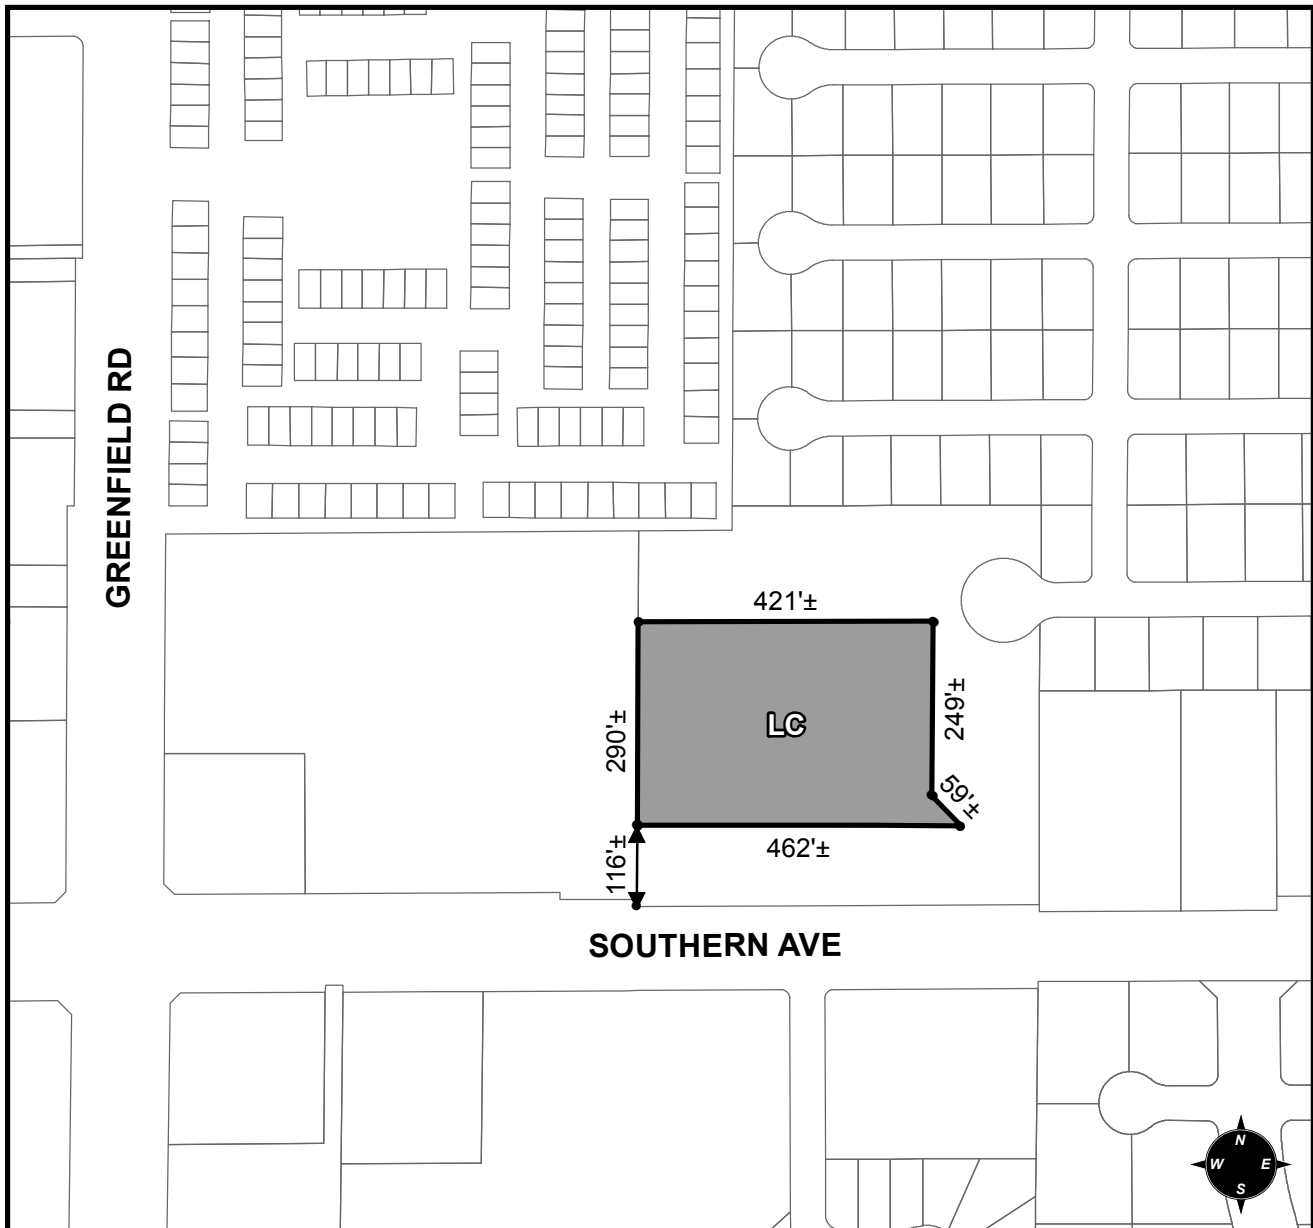 GREENFIELD RD
421'±
290'±
LC
249'±
59'±
462'±
116'±
SOUTHERN AVE
N
W E
S